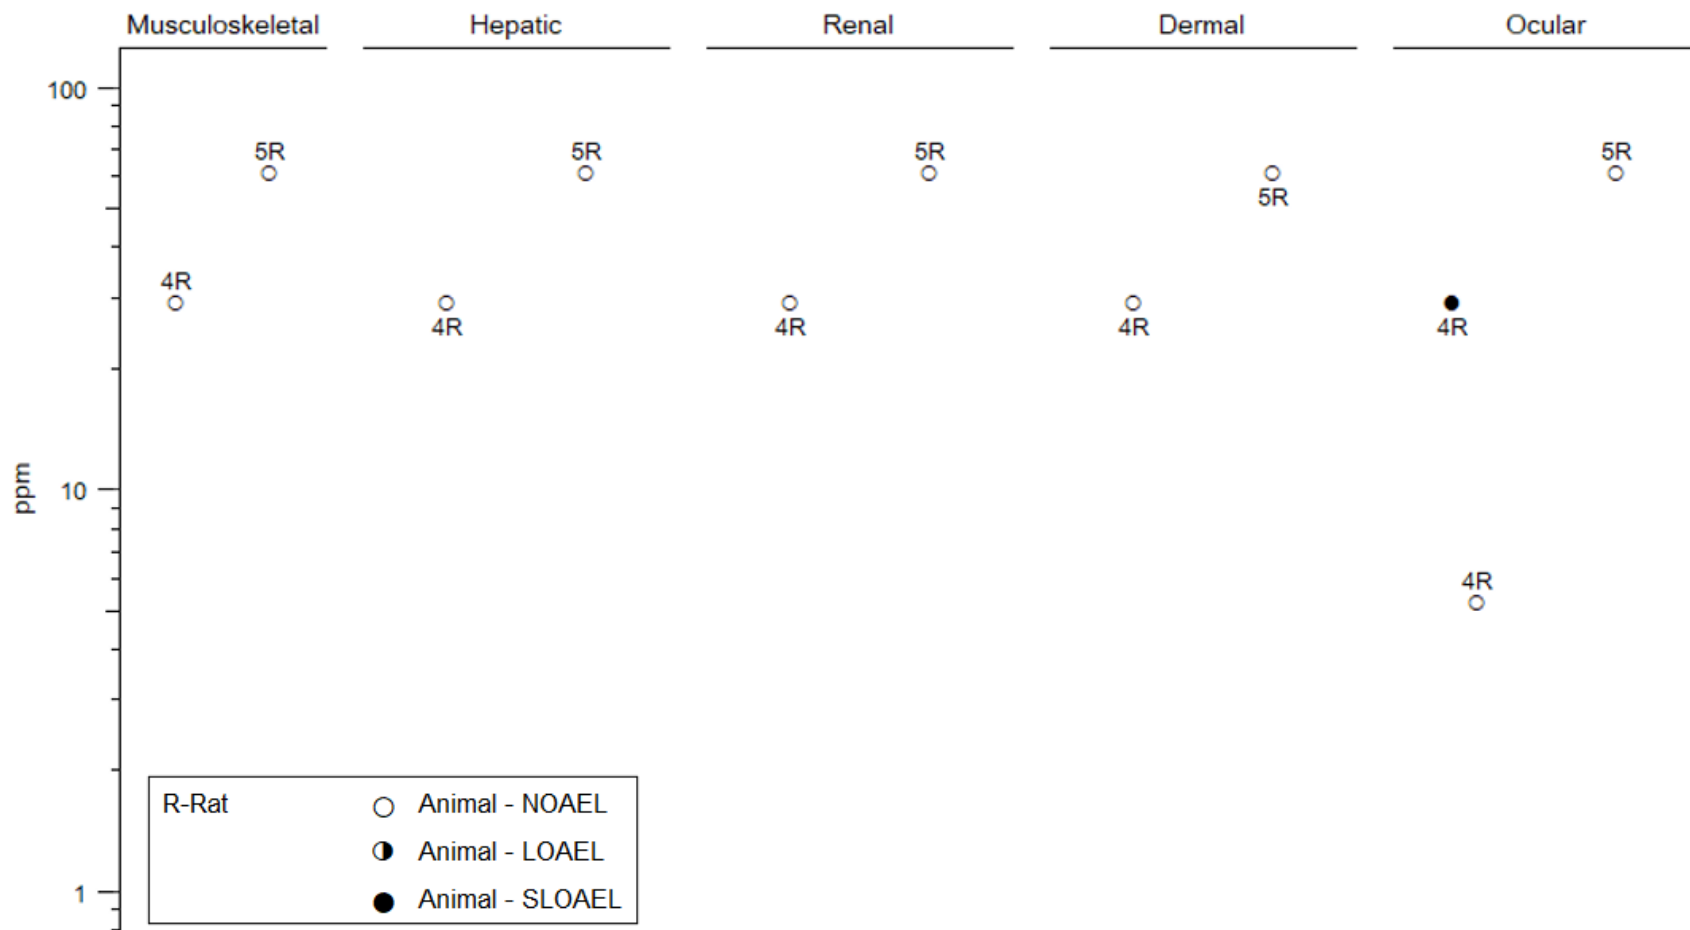 Musculoskeletal Hepatic Renal Dermal Ocular
100
5R 5R 5R 5R
5R
4R
4R 4R 4R 4R
ppm
10
4R
R-Rat Animal - NOAEL
Animal - LOAEL
Animal - SLOAEL
1